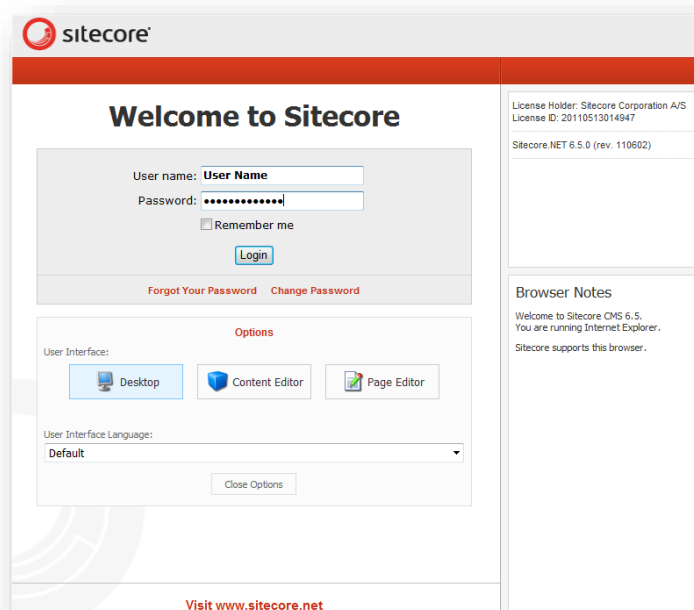 sitecore
Welcome to Sitecore
User name: User Name
Password: •••••••••••••
Remember me
Login
Forgot Your Password Change Password
Options
User Interface:
Desktop Content Editor Page Editor
User Interface Language:
Default
Close Options
Visit www.sitecore.net
License Holder: Sitecore Corporation A/S
License ID: 20110513014947
Sitecore.NET 6.5.0 (rev. 110602)
Browser Notes
Welcome to Sitecore CMS 6.5.
You are running Internet Explorer.
Sitecore supports this browser.